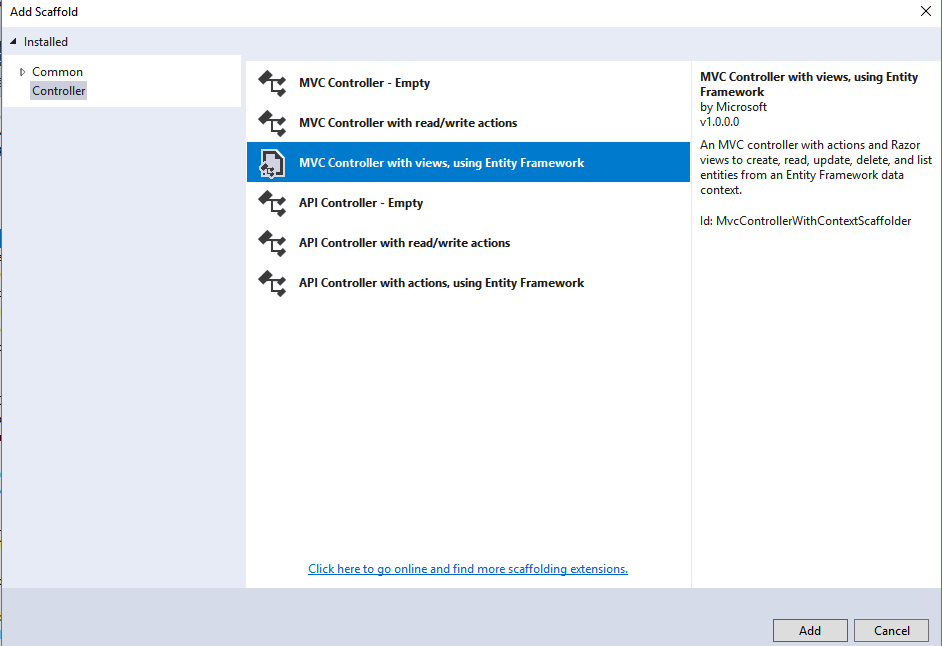 Add Scaffold
Installed
Common
Controller
MVC Controller - Empty
MVC Controller with read/write actions
MVC Controller with views, using Entity Framework
API Controller - Empty
API Controller with read/write actions
API Controller with actions, using Entity Framework
Click here to go online and find more scaffolding extensions.
MVC Controller with views, using Entity
Framework
by Microsoft
v1.0.0.0
An MVC controller with actions and Razor
views to create, read, update, delete, and list
entities from an Entity Framework data
context.
Id: MvcControllerWithContextScaffolder
Add
Cancel